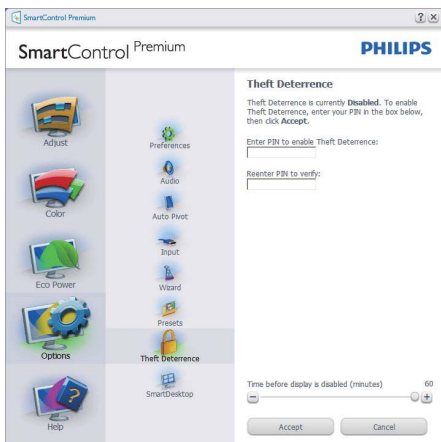 SmartControl Premium
SmartControl Premium
PHILIPS
Adjust
Color
Eco Power
Options
Help
Preferences
Audio
Auto Pivot
Input
Wizard
Presets
Theft Deterrence
SmartDesktop
Theft Deterrence
Theft Deterrence is currently Disabled. To enable
Theft Deterrence, enter your PIN in the box below,
then click Accept.
Enter PIN to enable Theft Deterrence:
Reenter PIN to verify:
Time before display is disabled (minutes) 60
Accept Cancel